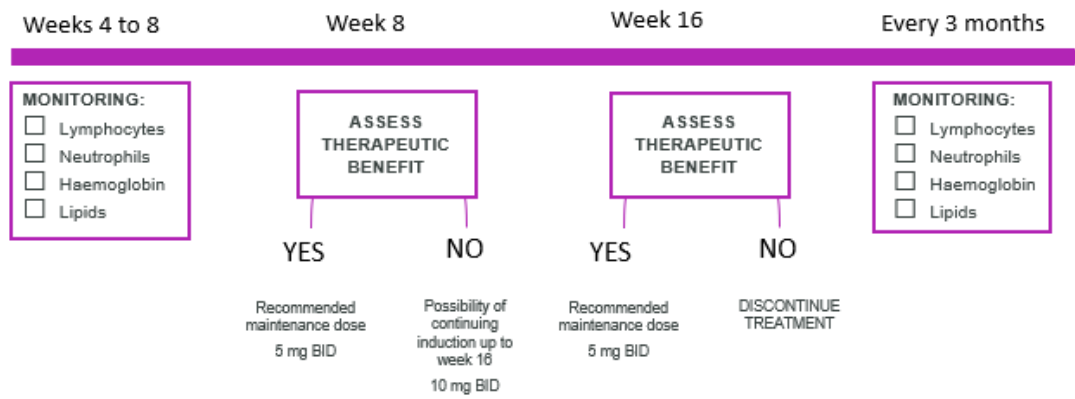 Weeks 4 to 8
Week 8
Week 16
Every 3 months
MONITORING:
Lymphocytes
Neutrophils
Haemoglobin
Lipids
ASSESS
THERAPEUTIC
BENEFIT
YES
Recommended
maintenance dose
5 mg BID
NO
Possibility of
continuing
induction up to
week 16
10 mg BID
ASSESS
THERAPEUTIC
BENEFIT
YES
Recommended
maintenance dose
5 mg BID
NO
DISCONTINUE
TREATMENT
MONITORING:
Lymphocytes
Neutrophils
Haemoglobin
Lipids